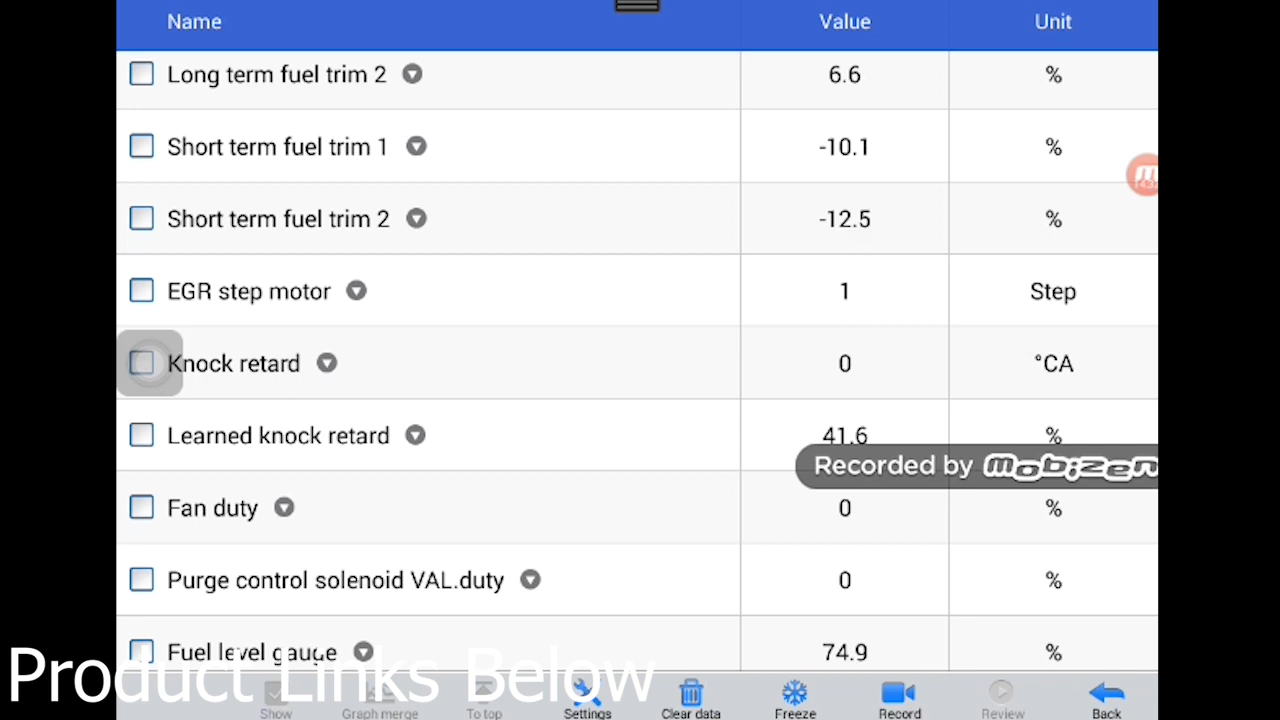 Name Value Unit
Long term fuel trim 2 6.6 %
Short term fuel trim 1 -10.1 %
Short term fuel trim 2 -12.5 %
EGR step motor 1 Step
Knock retard 0 °CA
Learned knock retard 41.6 %
Recorded by mobizen
Fan duty 0 %
Purge control solenoid VAL.duty 0 %
Fuel level gauge 74.9 %
Product Links Below
Show Graph merge To top Settings Clear data Freeze Record Review Back